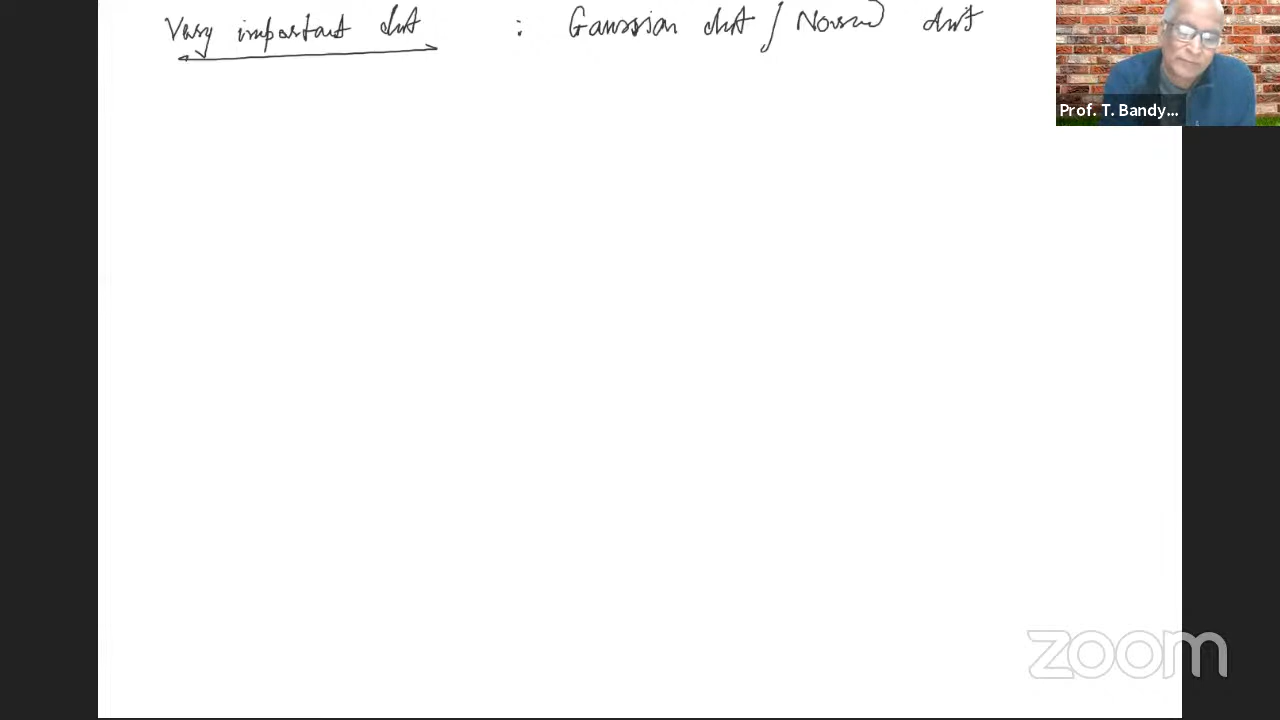 Very important dist : Gaussian dist / Normal dist
Prof. T. Bandy...
zoom